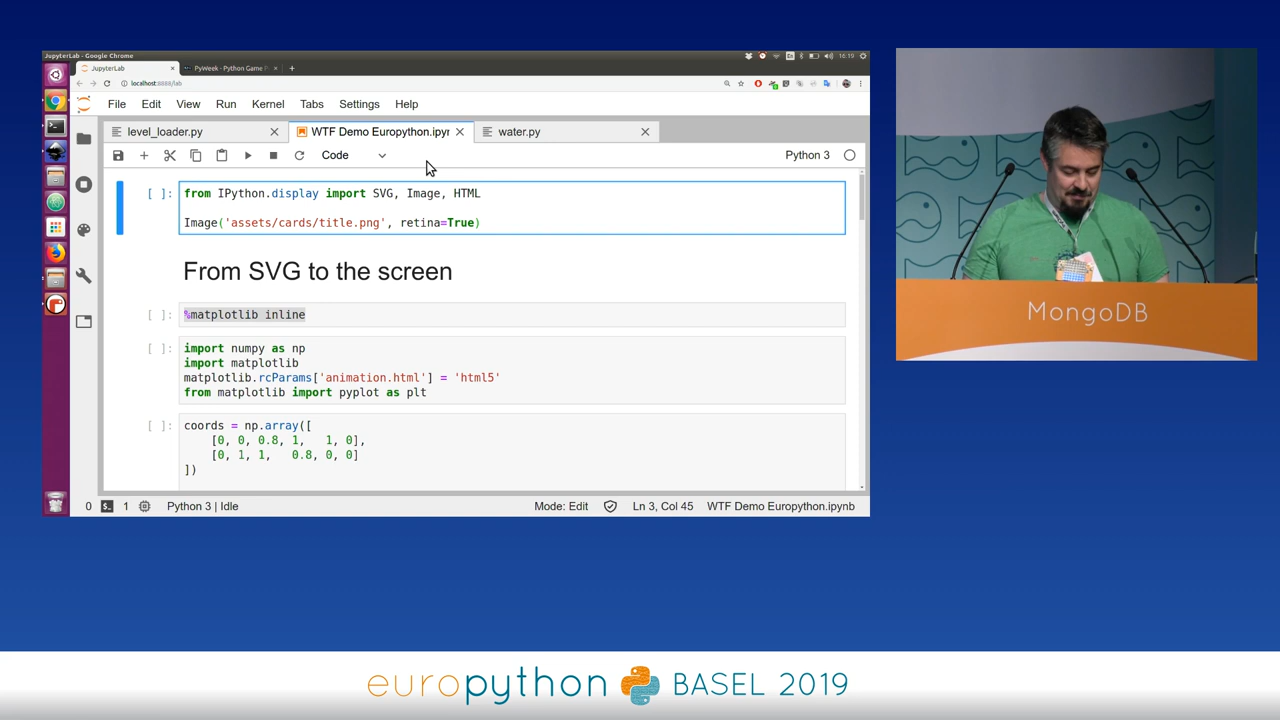 JupyterLab - Google Chrome
16:19
JupyterLab
PyWeek - Python Game P
localhost:8888/lab
File Edit View Run Kernel Tabs Settings Help
level_loader.py
WTF Demo Europython.ipyr
water.py
Code
Python 3
[ ]: from IPython.display import SVG, Image, HTML
Image('assets/cards/title.png', retina=True)
From SVG to the screen
[ ]: %matplotlib inline
[ ]: import numpy as np
import matplotlib
matplotlib.rcParams['animation.html'] = 'html5'
from matplotlib import pyplot as plt
[ ]: coords = np.array([
[0, 0, 0.8, 1, 1, 0],
[0, 1, 1, 0.8, 0, 0]
])
0 1 Python 3 | Idle Mode: Edit Ln 3, Col 45 WTF Demo Europython.ipynb
MongoDB
europython BASEL 2019